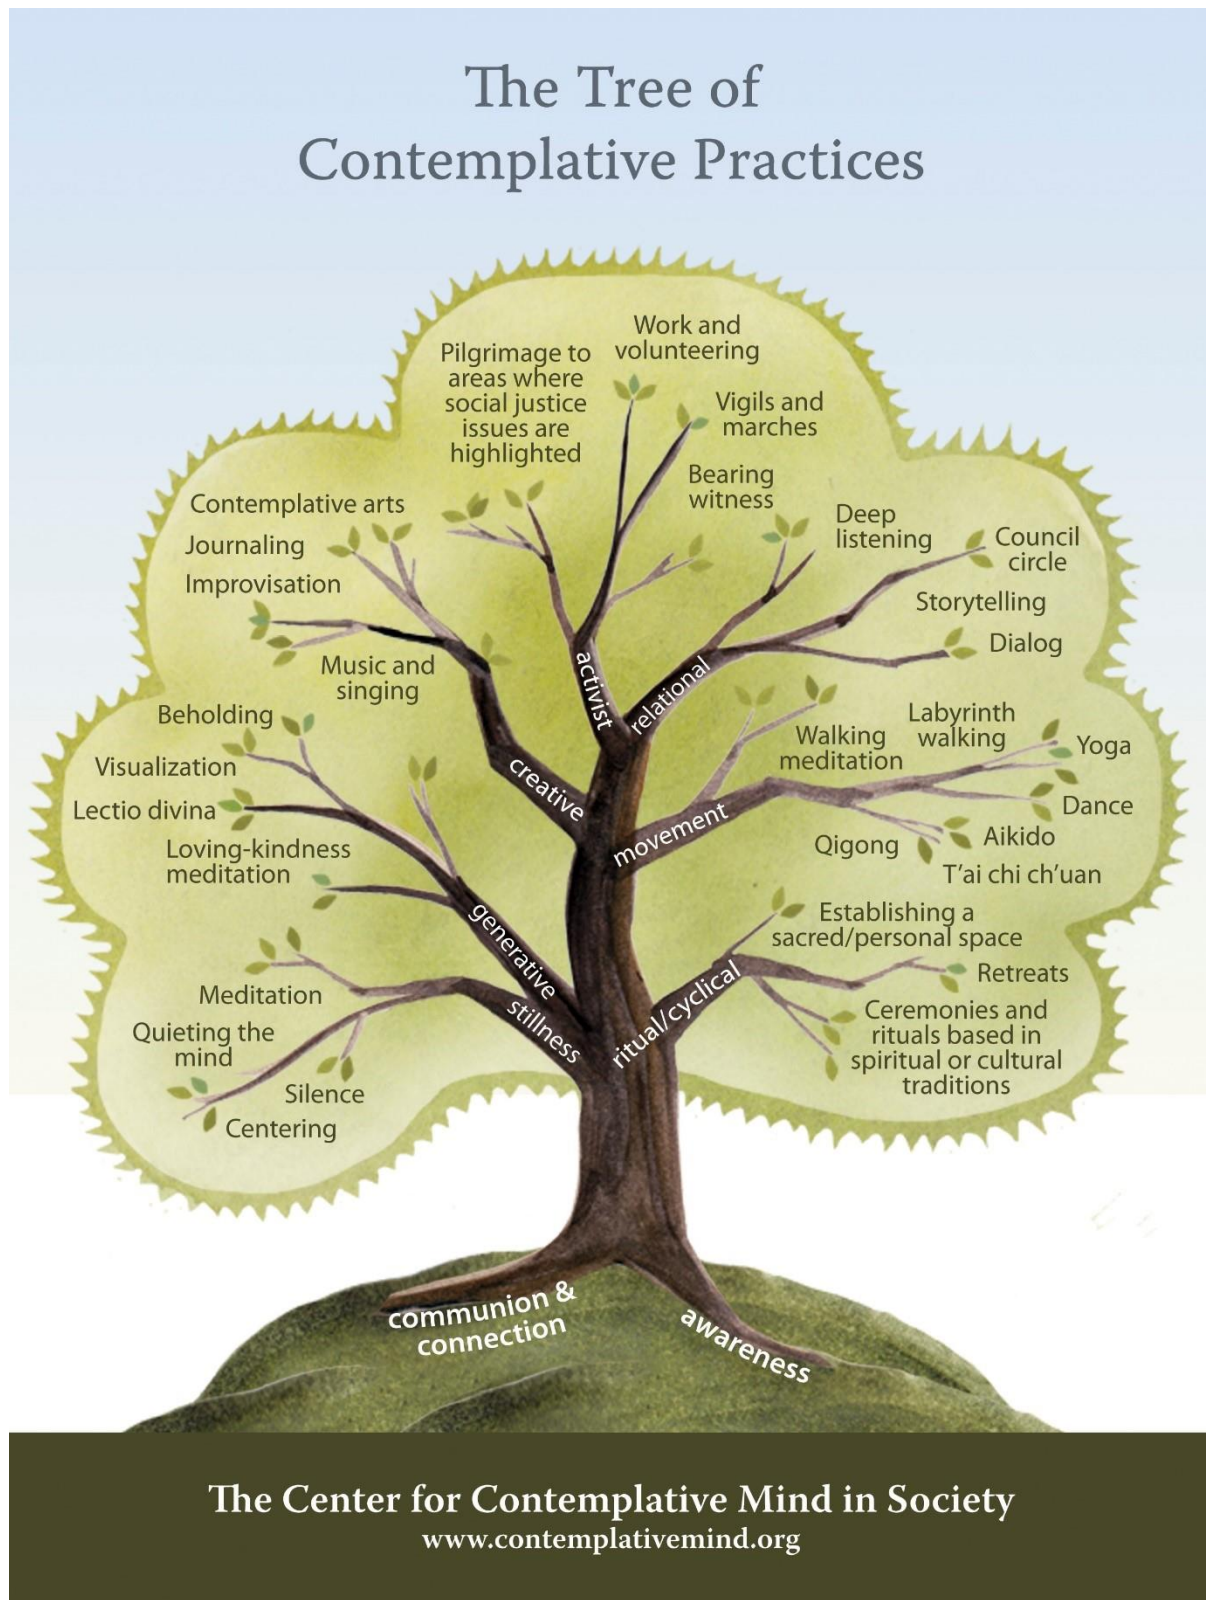 The Tree of
Contemplative Practices
Work and
volunteering
Pilgrimage to
areas where
social justice
issues are
highlighted
Vigils and
marches
Bearing
witness
Deep
listening
Council
circle
Storytelling
Dialog
Contemplative arts
Journaling
Improvisation
Music and
singing
activist
relational
Beholding
Visualization
Lectio divina
Loving-kindness
meditation
creative
movement
Walking
meditation
Labyrinth
walking
Yoga
Dance
Aikido
Qigong
T'ai chi ch'uan
generative
stillness
ritual/cyclical
Establishing a
sacred/personal space
Retreats
Ceremonies and
rituals based in
spiritual or cultural
traditions
Meditation
Quieting the
mind
Silence
Centering
communion &
connection
awareness
The Center for Contemplative Mind in Society
www.contemplativemind.org